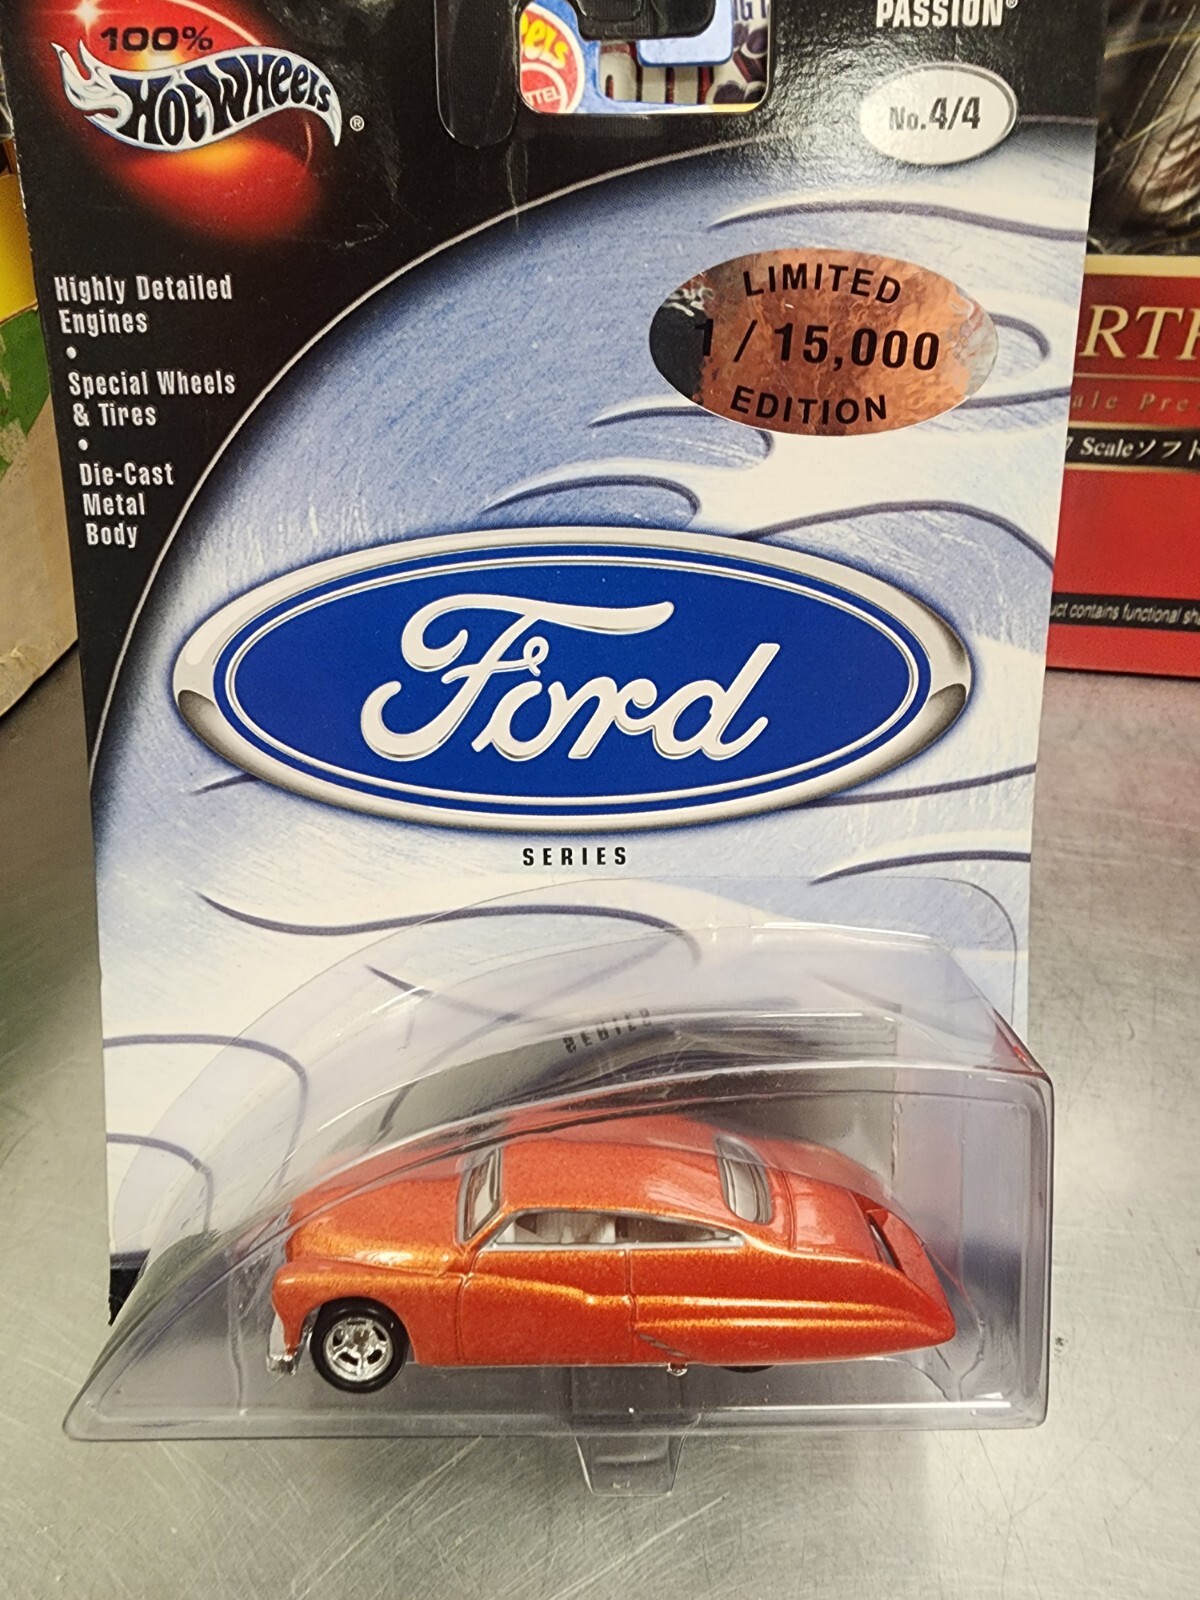 100%
HOT WHEELS®
PASSION®
No.4/4
Highly Detailed
Engines
•
Special Wheels
& Tires
•
Die-Cast
Metal
Body
LIMITED
1 / 15,000
EDITION
Ford
SERIES
Scaleソフト